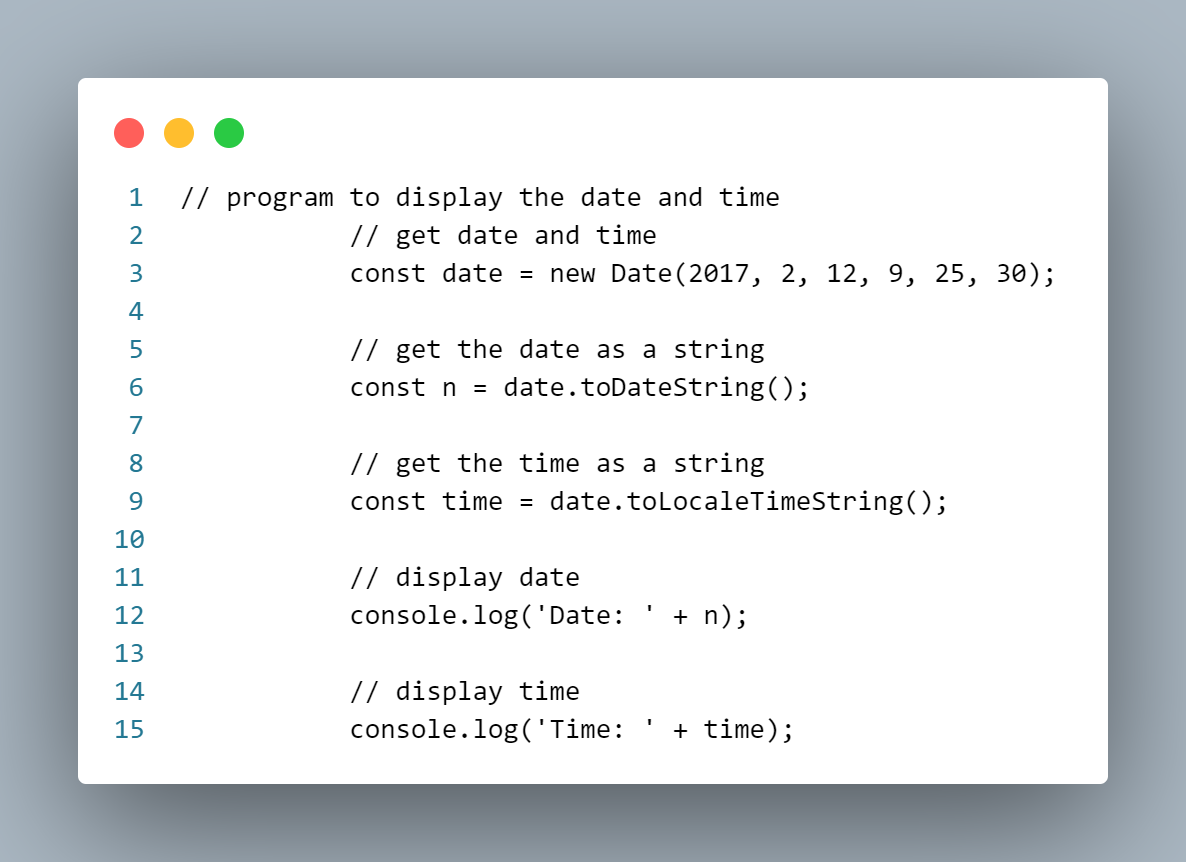 1 // program to display the date and time
2 // get date and time
3 const date = new Date(2017, 2, 12, 9, 25, 30);
4
5 // get the date as a string
6 const n = date.toDateString();
7
8 // get the time as a string
9 const time = date.toLocaleTimeString();
10
11 // display date
12 console.log('Date: ' + n);
13
14 // display time
15 console.log('Time: ' + time);